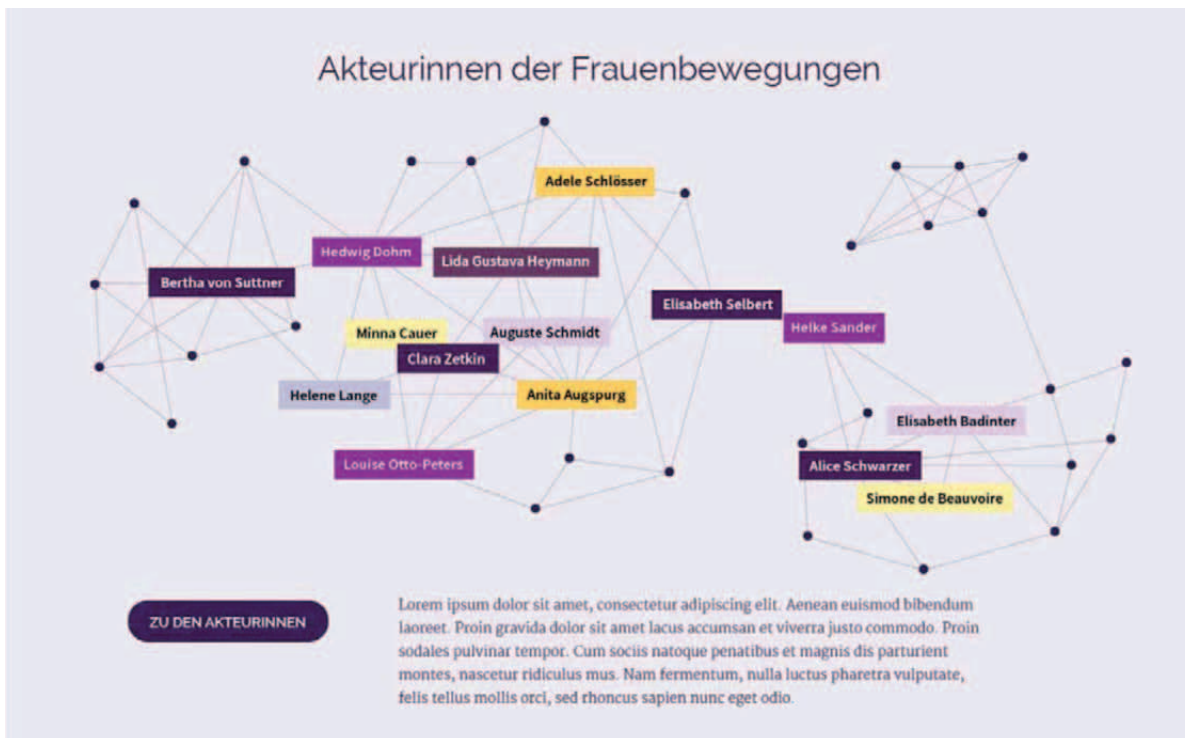 Akteurinnen der Frauenbewegungen
Adele Schlösser
Hedwig Dohm
Lida Gustava Heymann
Bertha von Suttner
Elisabeth Selbert
Helke Sander
Minna Cauer
Auguste Schmidt
Clara Zetkin
Helene Lange
Anita Augspurg
Elisabeth Badinter
Louise Otto-Peters
Alice Schwarzer
Simone de Beauvoire
ZU DEN AKTEURINNEN
Lorem ipsum dolor sit amet, consectetur adipiscing elit. Aenean euismod bibendum
laoreet. Proin gravida dolor sit amet lacus accumsan et viverra justo commodo. Proin
sodales pulvinar tempor. Cum sociis natoque penatibus et magnis dis parturient
montes, nascetur ridiculus mus. Nam fermentum, nulla luctus pharetra vulputate,
felis tellus mollis orci, sed rhoncus sapien nunc eget odio.